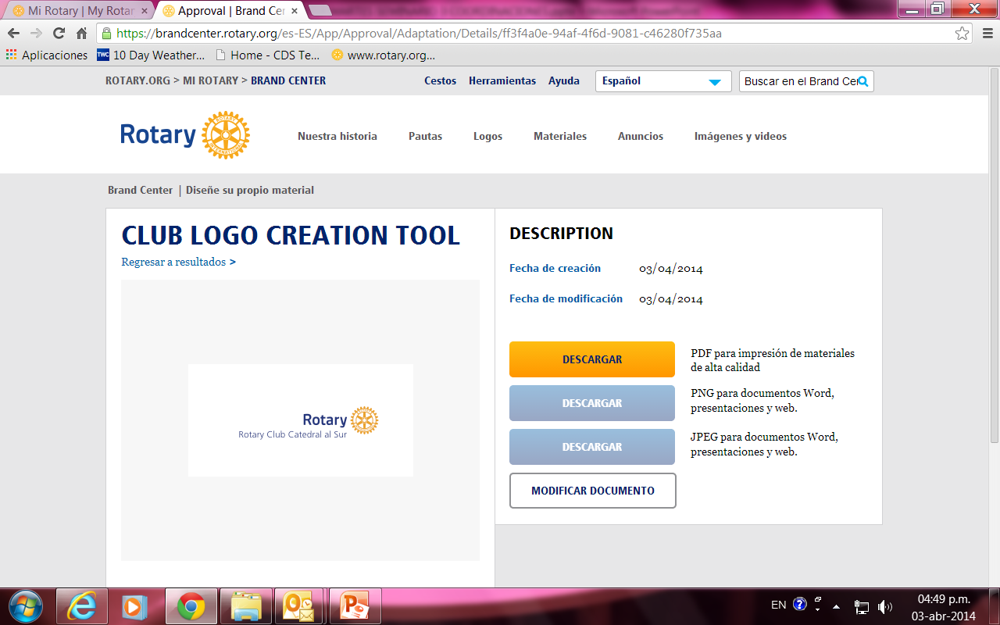 Mi Rotary | My Rotar
Approval | Brand Cen
https://brandcenter.rotary.org/es-ES/App/Approval/Adaptation/Details/ff3f4a0e-94af-4f6d-9081-c46280f735aa
Aplicaciones
TWC 10 Day Weather...
Home - CDS Te...
www.rotary.org...
ROTARY.ORG > MI ROTARY > BRAND CENTER
Cestos Herramientas Ayuda
Español
Buscar en el Brand Cen
Rotary
ROTARY INTERNATIONAL
Nuestra historia Pautas Logos Materiales Anuncios Imágenes y videos
Brand Center | Diseñe su propio material
CLUB LOGO CREATION TOOL
Regresar a resultados >
Rotary
Rotary Club Catedral al Sur
DESCRIPTION
Fecha de creación 03/04/2014
Fecha de modificación 03/04/2014
DESCARGAR
PDF para impresión de materiales
de alta calidad
DESCARGAR
PNG para documentos Word,
presentaciones y web.
DESCARGAR
JPEG para documentos Word,
presentaciones y web.
MODIFICAR DOCUMENTO
EN
04:49 p.m.
03-abr-2014